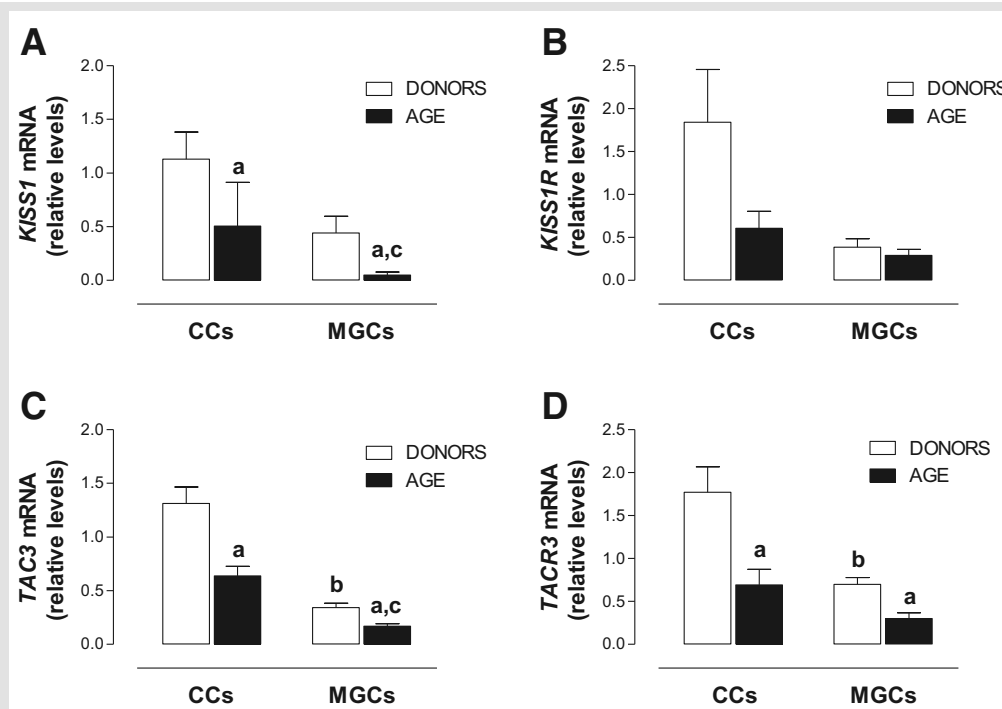 A
KISS1 mRNA
(relative levels)
2.0
1.5
1.0
0.5
0.0
DONORS
AGE
a
a,c
CCs
MGCs
B
KISS1R mRNA
(relative levels)
2.5
2.0
1.5
1.0
0.5
0.0
DONORS
AGE
CCs
MGCs
C
TAC3 mRNA
(relative levels)
2.0
1.5
1.0
0.5
0.0
DONORS
AGE
a
b
a,c
CCs
MGCs
D
TACR3 mRNA
(relative levels)
2.5
2.0
1.5
1.0
0.5
0.0
DONORS
AGE
a
b
a
CCs
MGCs